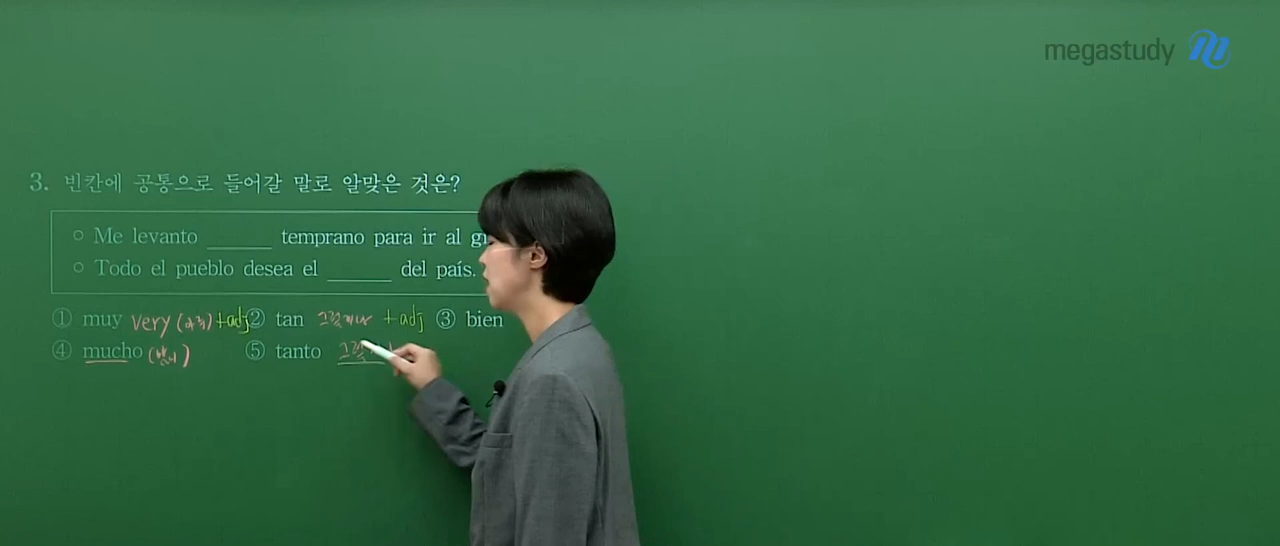 megastudy
3. 빈칸에 공통으로 들어갈 말로 알맞은 것은?
○ Me levanto ______ temprano para ir al
○ Todo el pueblo desea el ______ del país.
① muy very (아주) +adj ② tan 그렇게나 +adj ③ bien
④ mucho (많이) ⑤ tanto